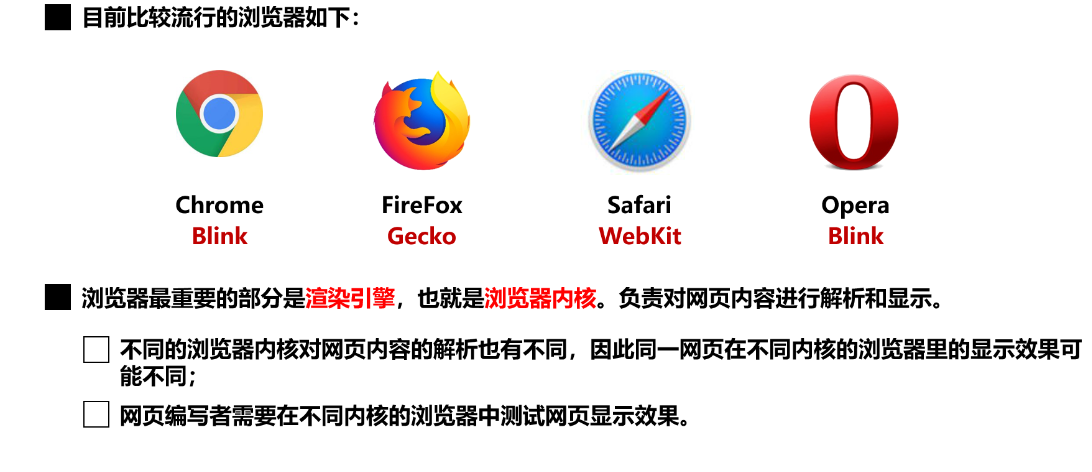 目前比较流行的浏览器如下：
Chrome FireFox Safari Opera
Blink Gecko WebKit Blink
浏览器最重要的部分是渲染引擎，也就是浏览器内核。负责对网页内容进行解析和显示。
不同的浏览器内核对网页内容的解析也有不同，因此同一网页在不同内核的浏览器里的显示效果可
能不同；
网页编写者需要在不同内核的浏览器中测试网页显示效果。